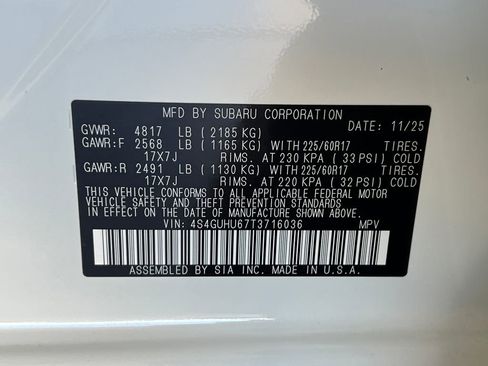 MFD BY SUBARU CORPORATION
GVWR: 4817 LB ( 2185 KG) DATE: 11/25
GAWR:F 2568 LB ( 1165 KG) WITH 225/60R17 TIRES.
17X7J RIMS. AT 230 KPA ( 33 PSI) COLD
GAWR:R 2491 LB ( 1130 KG) WITH 225/60R17 TIRES.
17X7J RIMS. AT 220 KPA ( 32 PSI) COLD
THIS VEHICLE CONFORMS TO ALL APPLICABLE FEDERAL MOTOR
VEHICLE SAFETY AND THEFT PREVENTION STANDARDS IN EFFECT
ON THE DATE OF MANUFACTURE SHOWN ABOVE.
VIN: 4S4GUHU67T3716036 MPV
ASSEMBLED BY SIA INC. IN U.S.A.